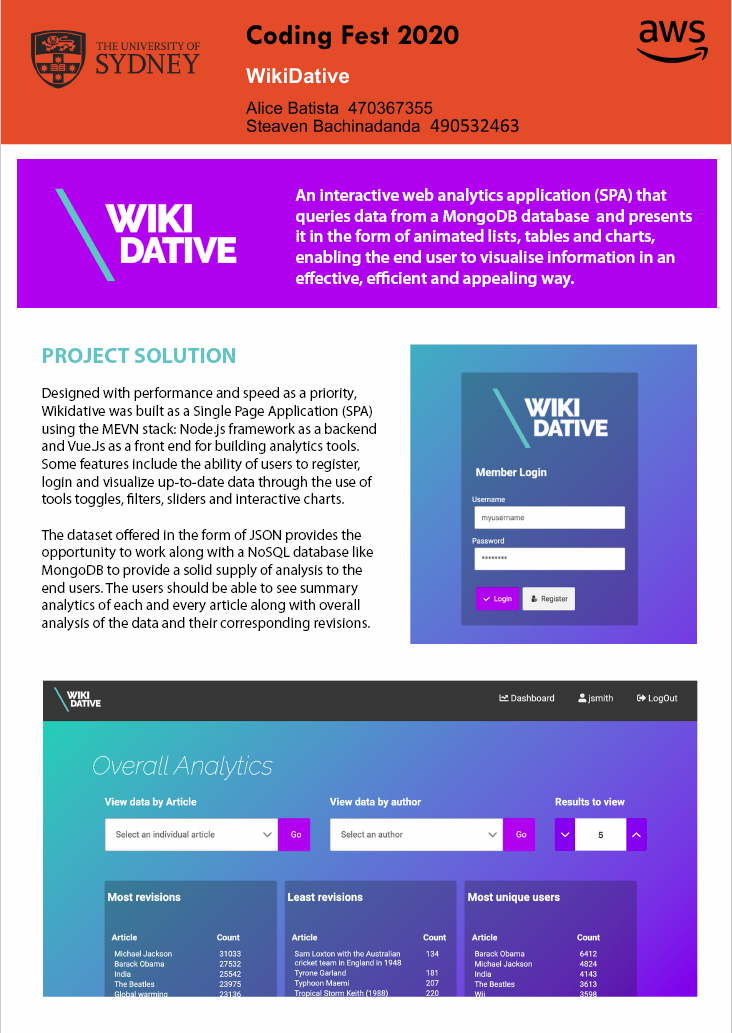 THE UNIVERSITY OF
SYDNEY
Coding Fest 2020
WikiDative
Alice Batista 470367355
Steaven Bachinadanda 490532463
aws
WIKI
DATIVE
An interactive web analytics application (SPA) that
queries data from a MongoDB database and presents
it in the form of animated lists, tables and charts,
enabling the end user to visualise information in an
effective, efficient and appealing way.
PROJECT SOLUTION
Designed with performance and speed as a priority,
Wikidative was built as a Single Page Application (SPA)
using the MEVN stack: Node.js framework as a backend
and Vue.Js as a front end for building analytics tools.
Some features include the ability of users to register,
login and visualize up-to-date data through the use of
tools toggles, filters, sliders and interactive charts.
The dataset offered in the form of JSON provides the
opportunity to work along with a NoSQL database like
MongoDB to provide a solid supply of analysis to the
end users. The users should be able to see summary
analytics of each and every article along with overall
analysis of the data and their corresponding revisions.
WIKI
DATIVE
Member Login
Username
myusername
Password
********
Login Register
WIKI
DATIVE
Dashboard jsmith LogOut
Overall Analytics
View data by Article View data by author Results to view
Select an individual article Go Select an author Go 5
Most revisions
Article Count
Michael Jackson 31033
Barack Obama 27532
India 25542
The Beatles 23975
Global warming 23136
Least revisions
Article Count
Sam Loxton with the Australian 134
cricket team in England in 1948
Tyrone Garland 181
Typhoon Maemi 207
Tropical Storm Keith (1988) 220
Most unique users
Article Count
Barack Obama 6412
Michael Jackson 4824
India 4143
The Beatles 3613
Wii 3598